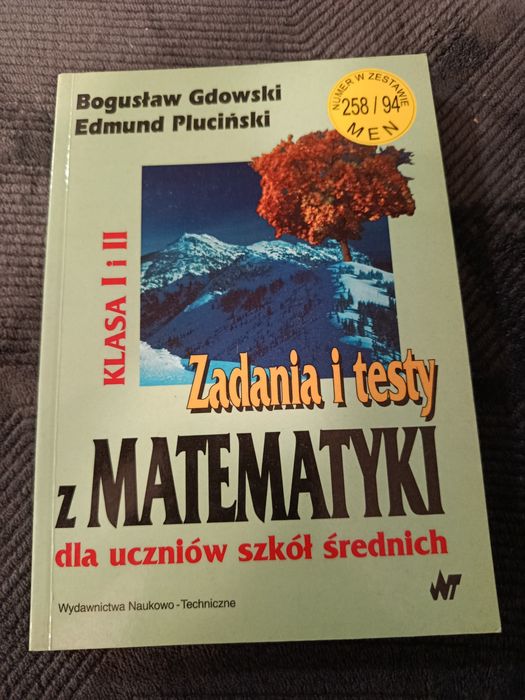 Bogusław Gdowski
Edmund Pluciński
NUMER W ZESTAWIE
258 / 94
MEN
KLASA I i II
Zadania i testy
z MATEMATYKI
dla uczniów szkół średnich
Wydawnictwa Naukowo-Techniczne
WNT